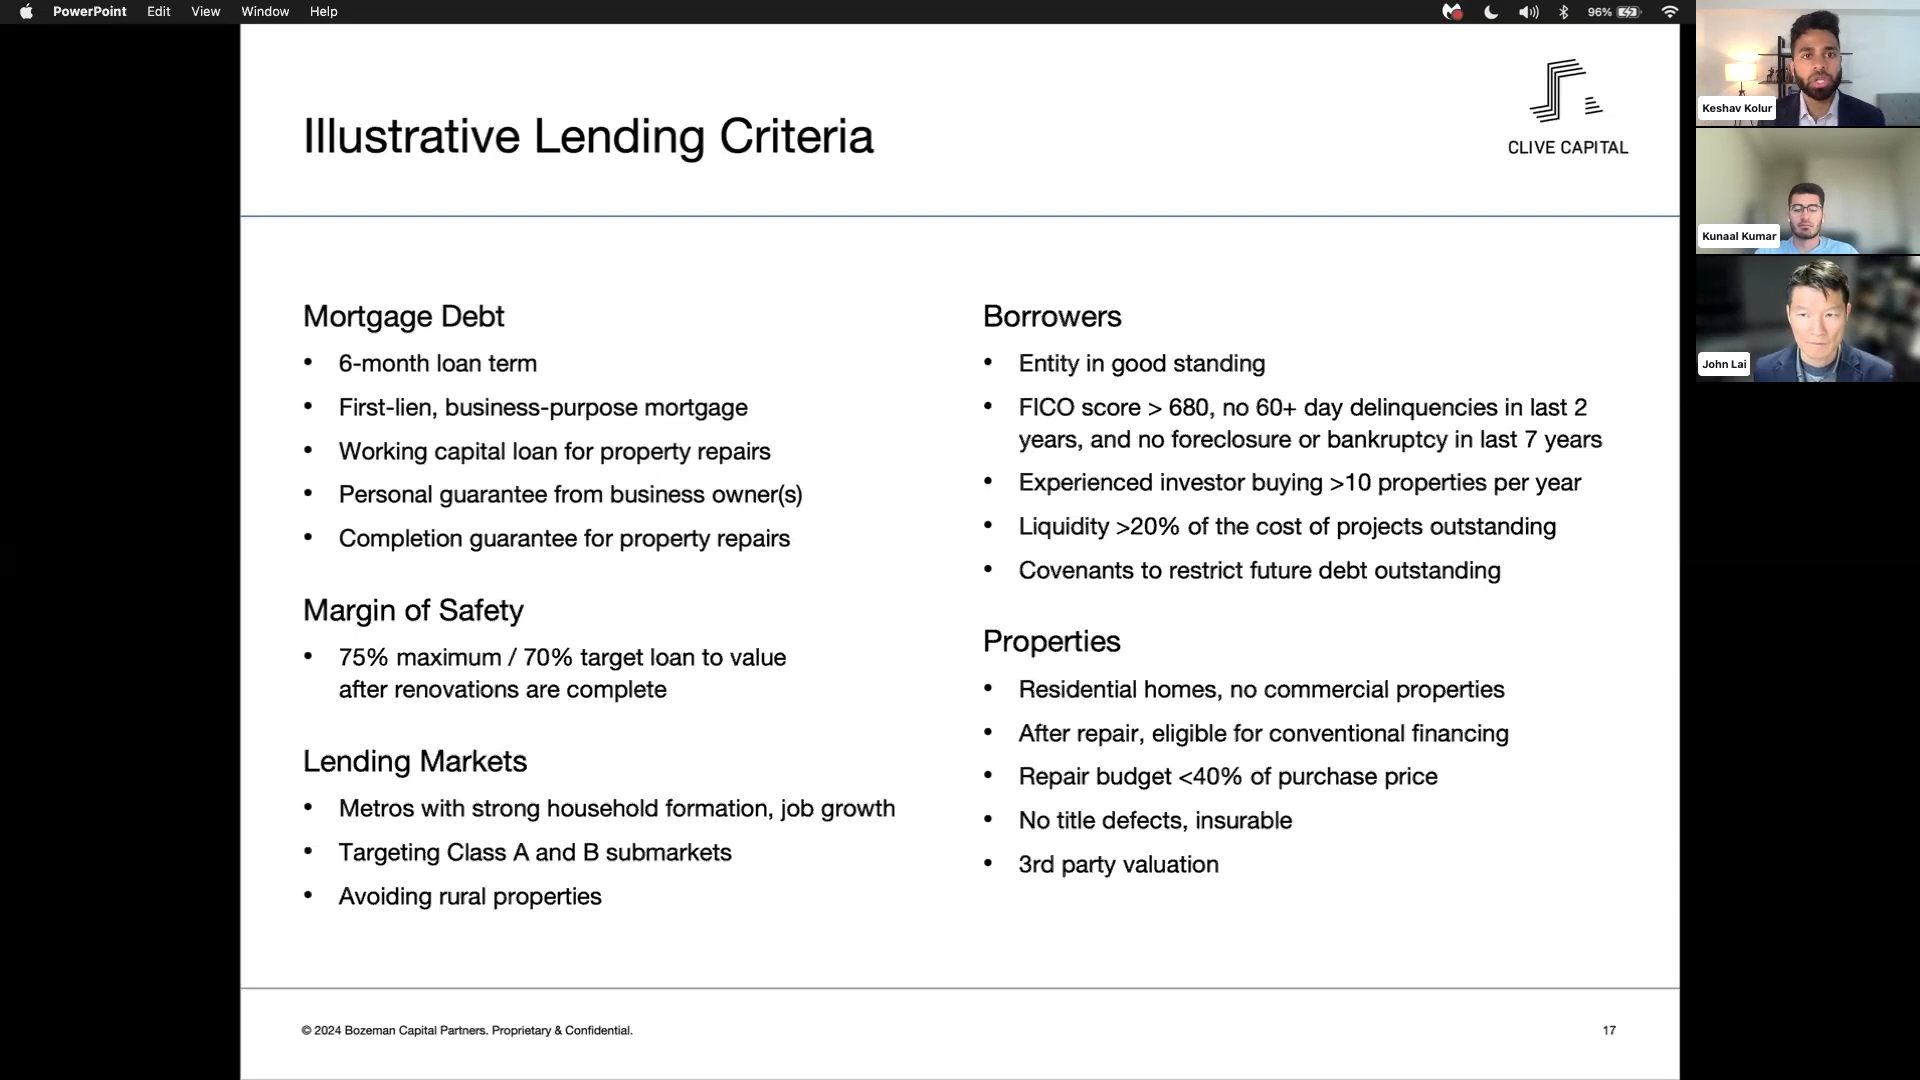 PowerPoint Edit View Window Help
96%
Illustrative Lending Criteria
CLIVE CAPITAL
Mortgage Debt
• 6-month loan term
• First-lien, business-purpose mortgage
• Working capital loan for property repairs
• Personal guarantee from business owner(s)
• Completion guarantee for property repairs
Margin of Safety
• 75% maximum / 70% target loan to value
after renovations are complete
Lending Markets
• Metros with strong household formation, job growth
• Targeting Class A and B submarkets
• Avoiding rural properties
Borrowers
• Entity in good standing
• FICO score > 680, no 60+ day delinquencies in last 2
years, and no foreclosure or bankruptcy in last 7 years
• Experienced investor buying >10 properties per year
• Liquidity >20% of the cost of projects outstanding
• Covenants to restrict future debt outstanding
Properties
• Residential homes, no commercial properties
• After repair, eligible for conventional financing
• Repair budget <40% of purchase price
• No title defects, insurable
• 3rd party valuation
© 2024 Bozeman Capital Partners. Proprietary & Confidential.
17
Keshav Kolur
Kunaal Kumar
John Lai